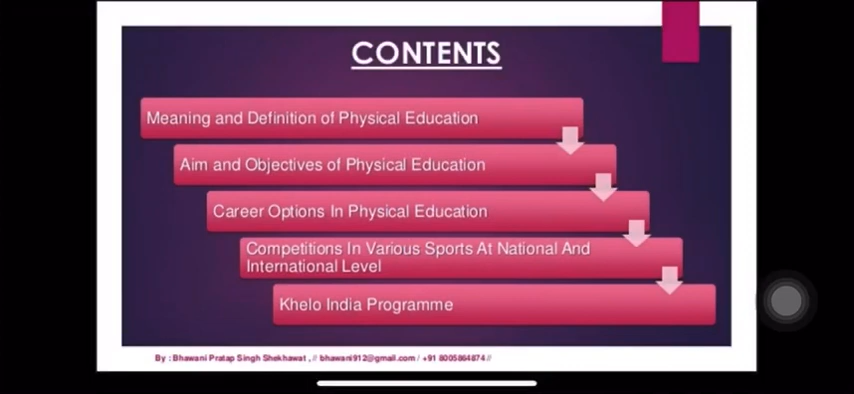 CONTENTS
Meaning and Definition of Physical Education
Aim and Objectives of Physical Education
Career Options In Physical Education
Competitions In Various Sports At National And
International Level
Khelo India Programme
By : Bhawani Pratap Singh Shekhawat , // bhawani912@gmail.com / +91 8005864874 //